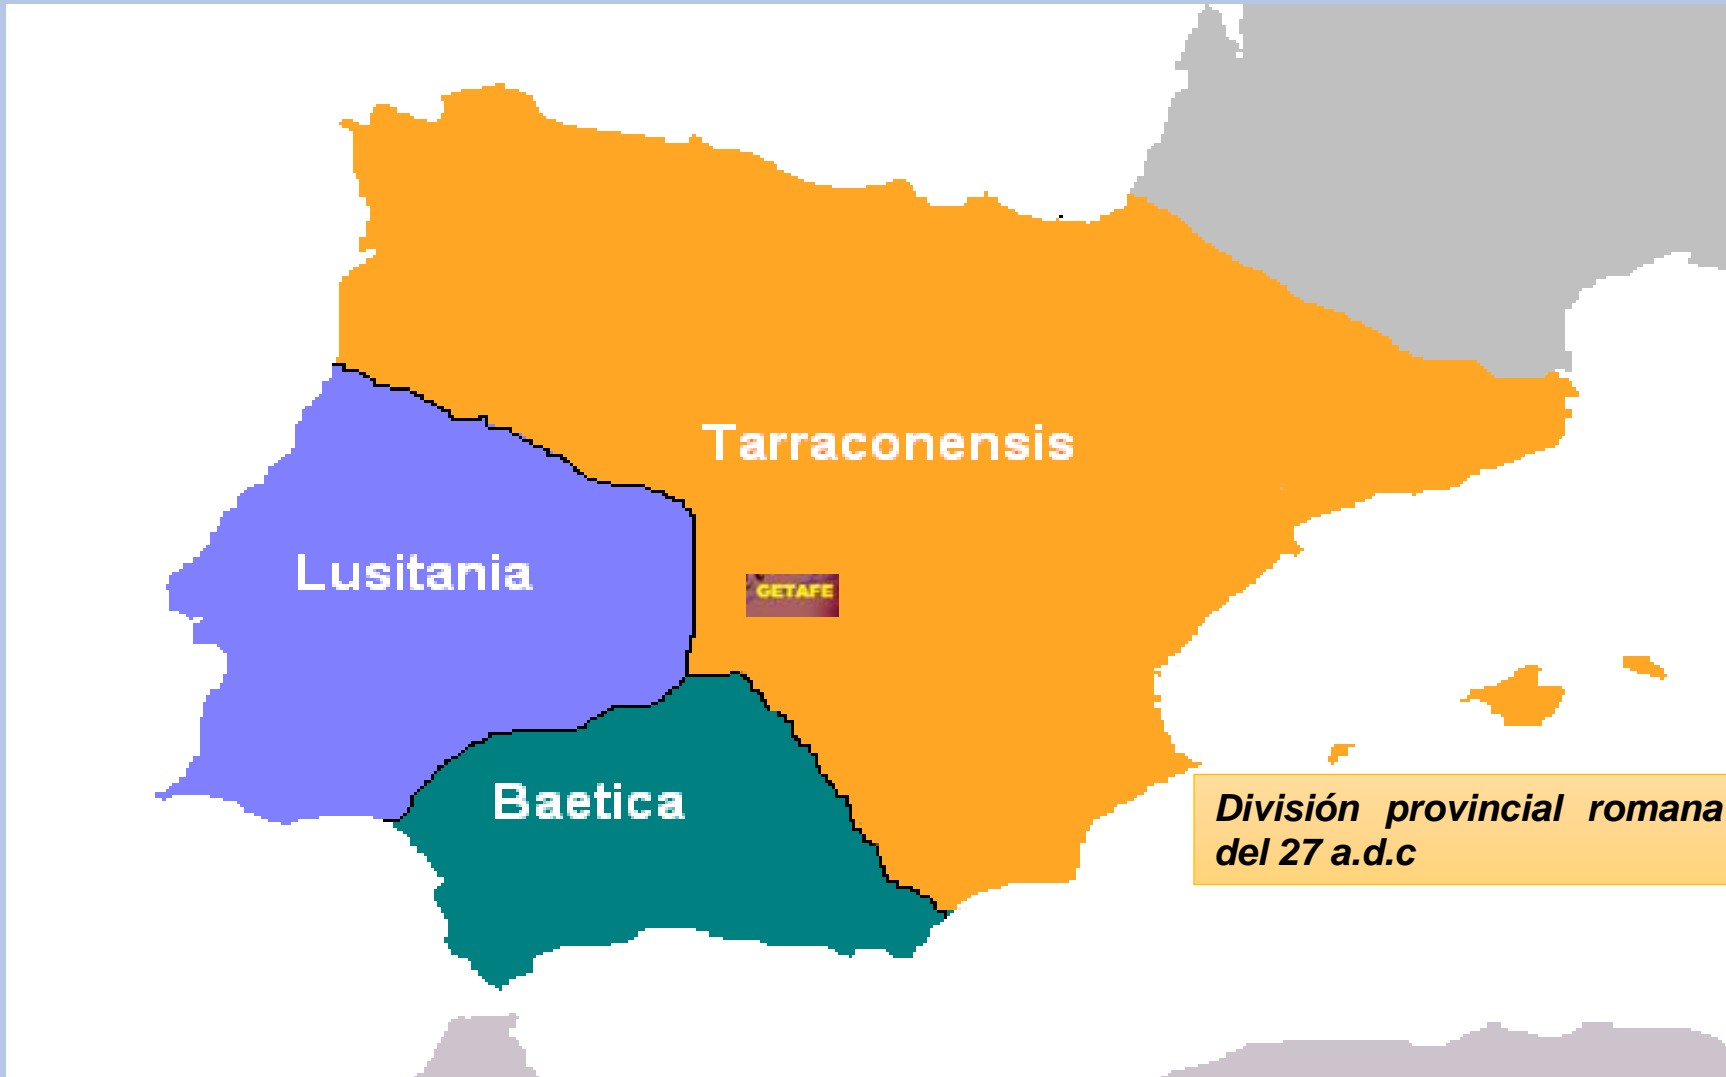 Tarraconensis
Lusitania
GETAFE
Baetica
División provincial romana
del 27 a.d.c